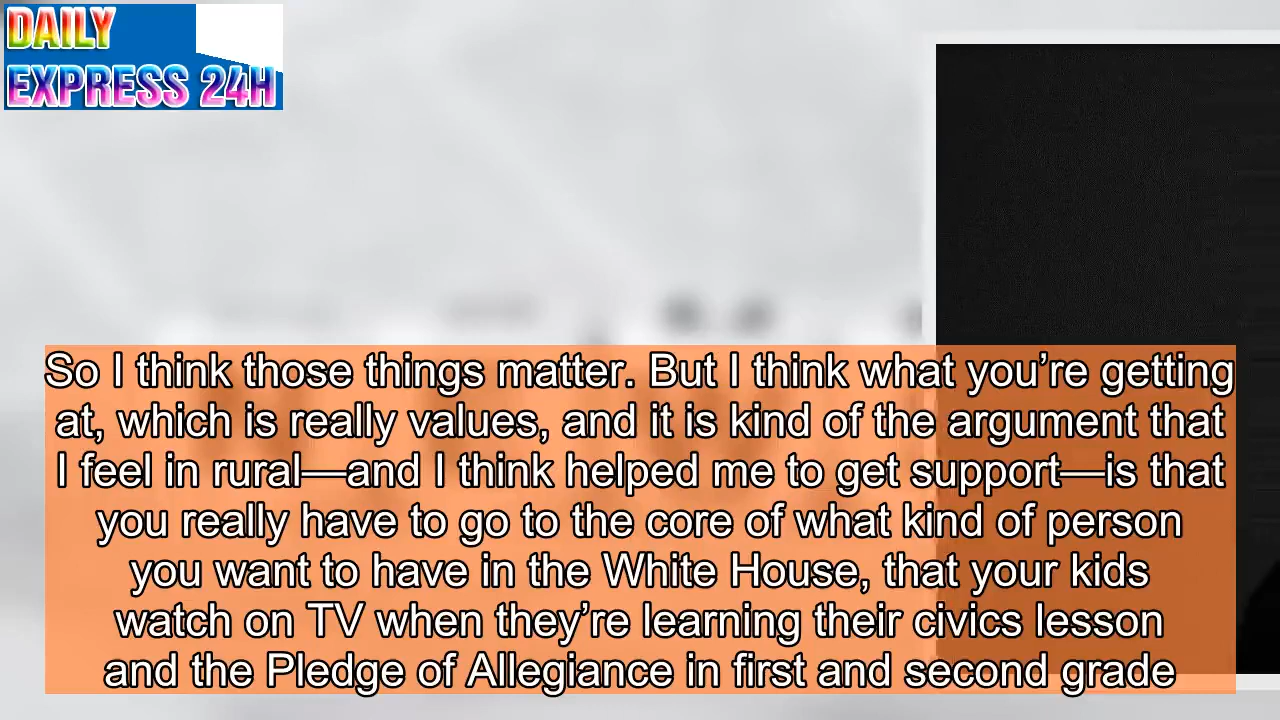 DAILY
EXPRESS 24H
So I think those things matter. But I think what you’re getting
at, which is really values, and it is kind of the argument that
I feel in rural—and I think helped me to get support—is that
you really have to go to the core of what kind of person
you want to have in the White House, that your kids
watch on TV when they’re learning their civics lesson
and the Pledge of Allegiance in first and second grade